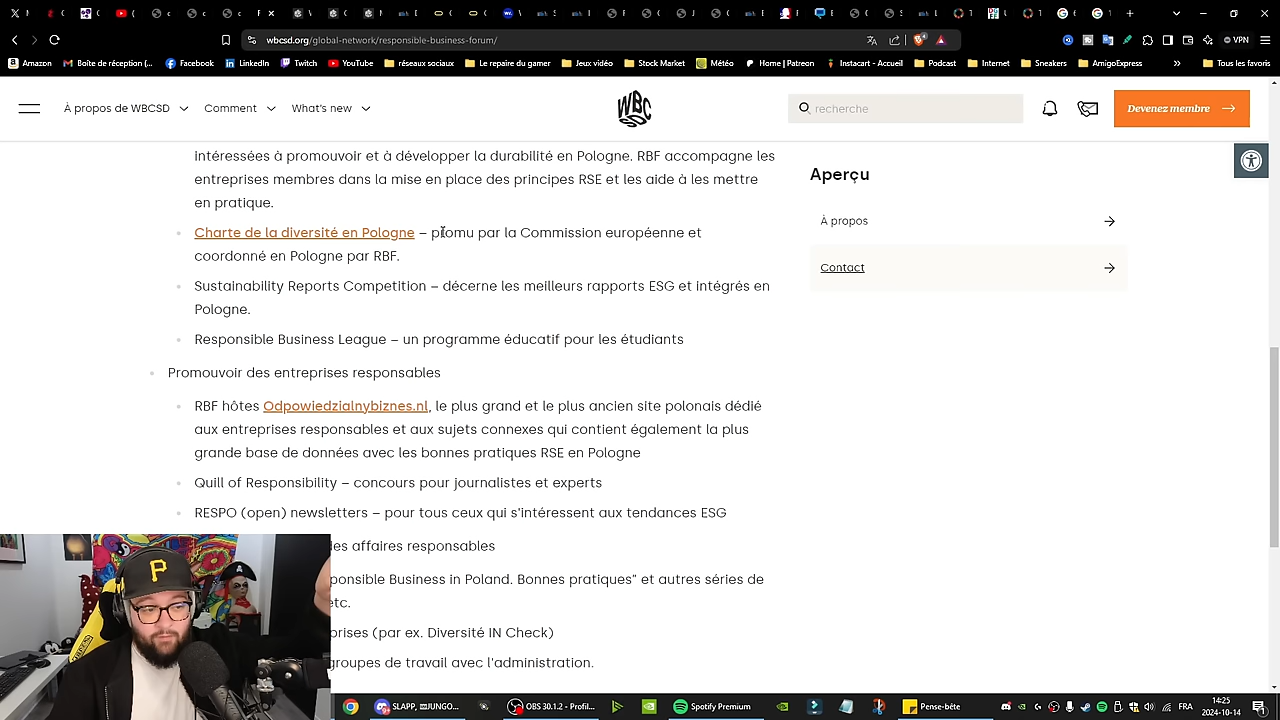 wbcsd.org/global-network/responsible-business-forum/
VPN
Amazon
Boîte de réception (...
Facebook
LinkedIn
Twitch
YouTube
réseaux sociaux
Le repaire du gamer
Jeux vidéo
Stock Market
Météo
Home | Patreon
Instacart - Accueil
Podcast
Internet
Sneakers
AmigoExpress
»
Tous les favoris
À propos de WBCSD
Comment
What's new
WBC
recherche
Devenez membre
intéressées à promouvoir et à développer la durabilité en Pologne. RBF accompagne les
entreprises membres dans la mise en place des principes RSE et les aide à les mettre
en pratique.
Charte de la diversité en Pologne – promu par la Commission européenne et
coordonné en Pologne par RBF.
Sustainability Reports Competition – décerne les meilleurs rapports ESG et intégrés en
Pologne.
Responsible Business League – un programme éducatif pour les étudiants
Promouvoir des entreprises responsables
RBF hôtes Odpowiedzialnybiznes.nl, le plus grand et le plus ancien site polonais dédié
aux entreprises responsables et aux sujets connexes qui contient également la plus
grande base de données avec les bonnes pratiques RSE en Pologne
Quill of Responsibility – concours pour journalistes et experts
RESPO (open) newsletters – pour tous ceux qui s'intéressent aux tendances ESG
des affaires responsables
ponsible Business in Poland. Bonnes pratiques" et autres séries de
etc.
prises (par ex. Diversité IN Check)
groupes de travail avec l'administration.
Aperçu
À propos
Contact
P
A
SLAPP, JUNGO...
OBS 30.1.2 - Profil...
Spotify Premium
Pense-bête
FRA
14:25
2024-10-14